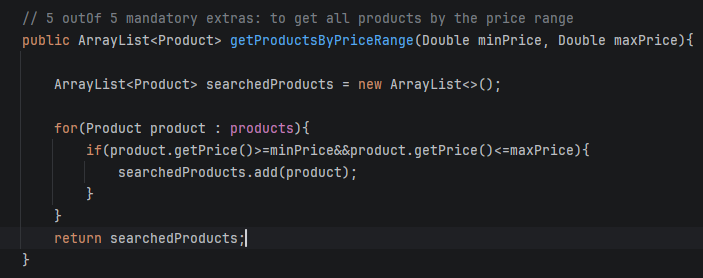 // 5 outOf 5 mandatory extras: to get all products by the price range
public ArrayList<Product> getProductsByPriceRange(Double minPrice, Double maxPrice){
ArrayList<Product> searchedProducts = new ArrayList<>();
for(Product product : products){
if(product.getPrice()>=minPrice&&product.getPrice()<=maxPrice){
searchedProducts.add(product);
}
}
return searchedProducts;
}